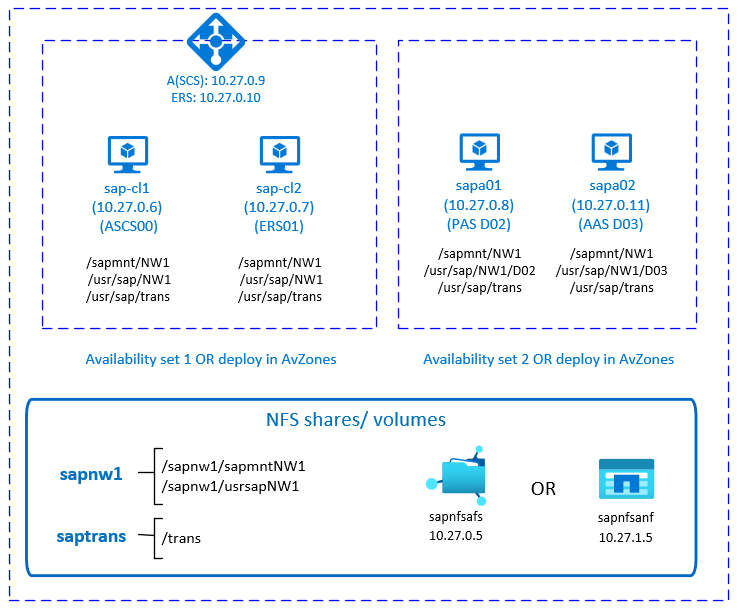 A(SCS): 10.27.0.9
ERS: 10.27.0.10
sap-cl1
(10.27.0.6)
(ASCS00)
/sapmnt/NW1
/usr/sap/NW1
/usr/sap/trans
sap-cl2
(10.27.0.7)
(ERS01)
/sapmnt/NW1
/usr/sap/NW1
/usr/sap/trans
sapa01
(10.27.0.8)
(PAS D02)
/sapmnt/NW1
/usr/sap/NW1/D02
/usr/sap/trans
sapa02
(10.27.0.11)
(AAS D03)
/sapmnt/NW1
/usr/sap/NW1/D03
/usr/sap/trans
Availability set 1 OR deploy in AvZones
Availability set 2 OR deploy in AvZones
NFS shares/ volumes
sapnw1
/sapnw1/sapmntNW1
/sapnw1/usrsapNW1
saptrans
/trans
sapnfsafs
10.27.0.5
OR
sapnfsanf
10.27.1.5